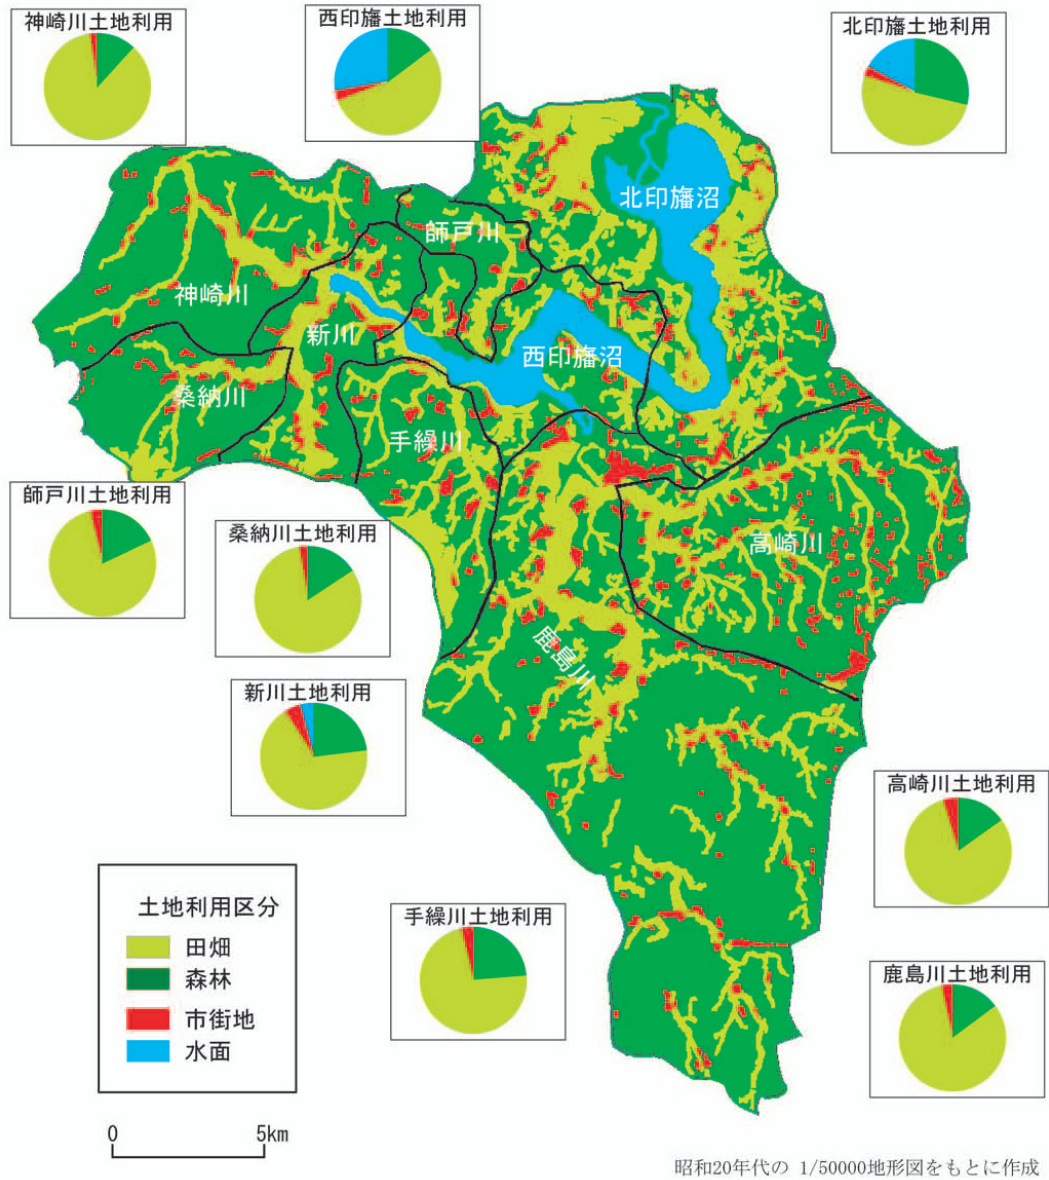 神崎川土地利用
西印旛土地利用
北印旛土地利用
北印旛沼
師戸川
神崎川
新川
西印旛沼
桑納川
手繰川
師戸川土地利用
桑納川土地利用
高崎川
鹿島川
新川土地利用
高崎川土地利用
土地利用区分
田畑
森林
市街地
水面
手繰川土地利用
鹿島川土地利用
0 5km
昭和20年代の 1/50000地形図をもとに作成